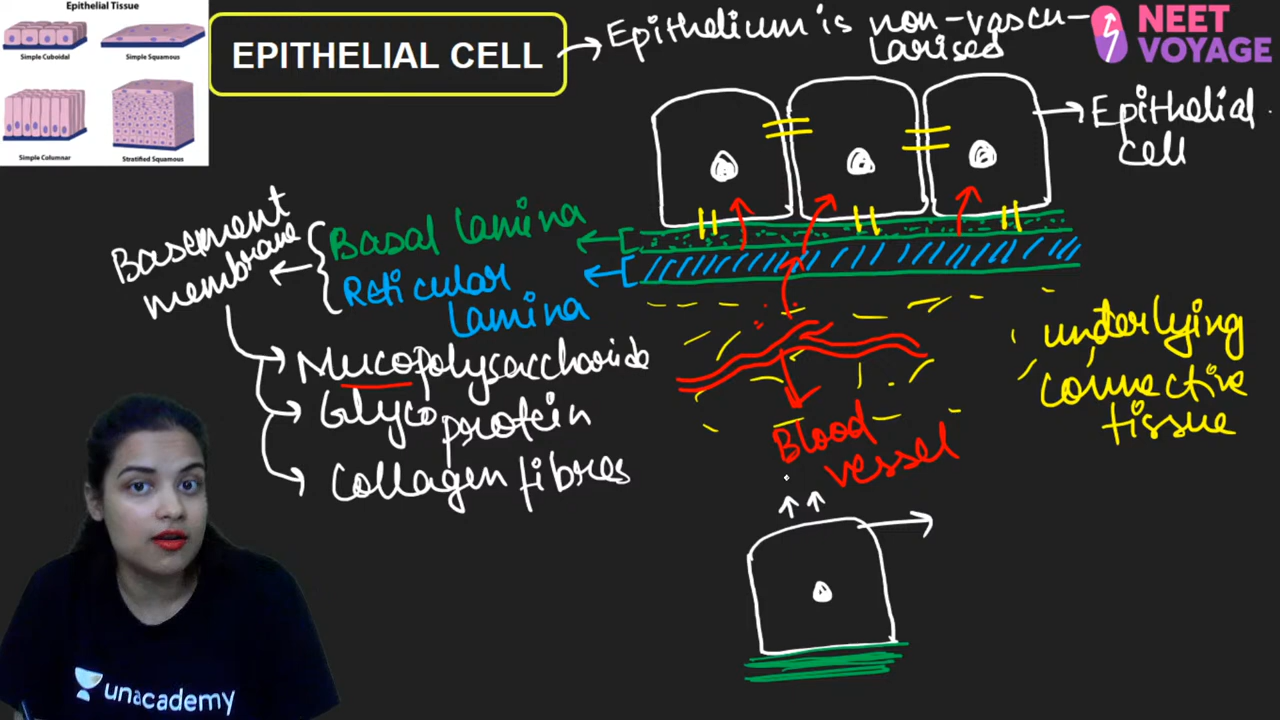 Epithelial Tissue
Simple Cuboidal
Simple Squamous
Simple Columnar
Stratified Squamous
EPITHELIAL CELL
Epithelium is non-vascu-
larised
NEET
VOYAGE
Epithelial
cell
Basement
membrane
Basal lamina
Reticular
lamina
Mucopolysaccharide
Glycoprotein
Collagen fibres
underlying
connective
tissue
Blood
vessel
unacademy